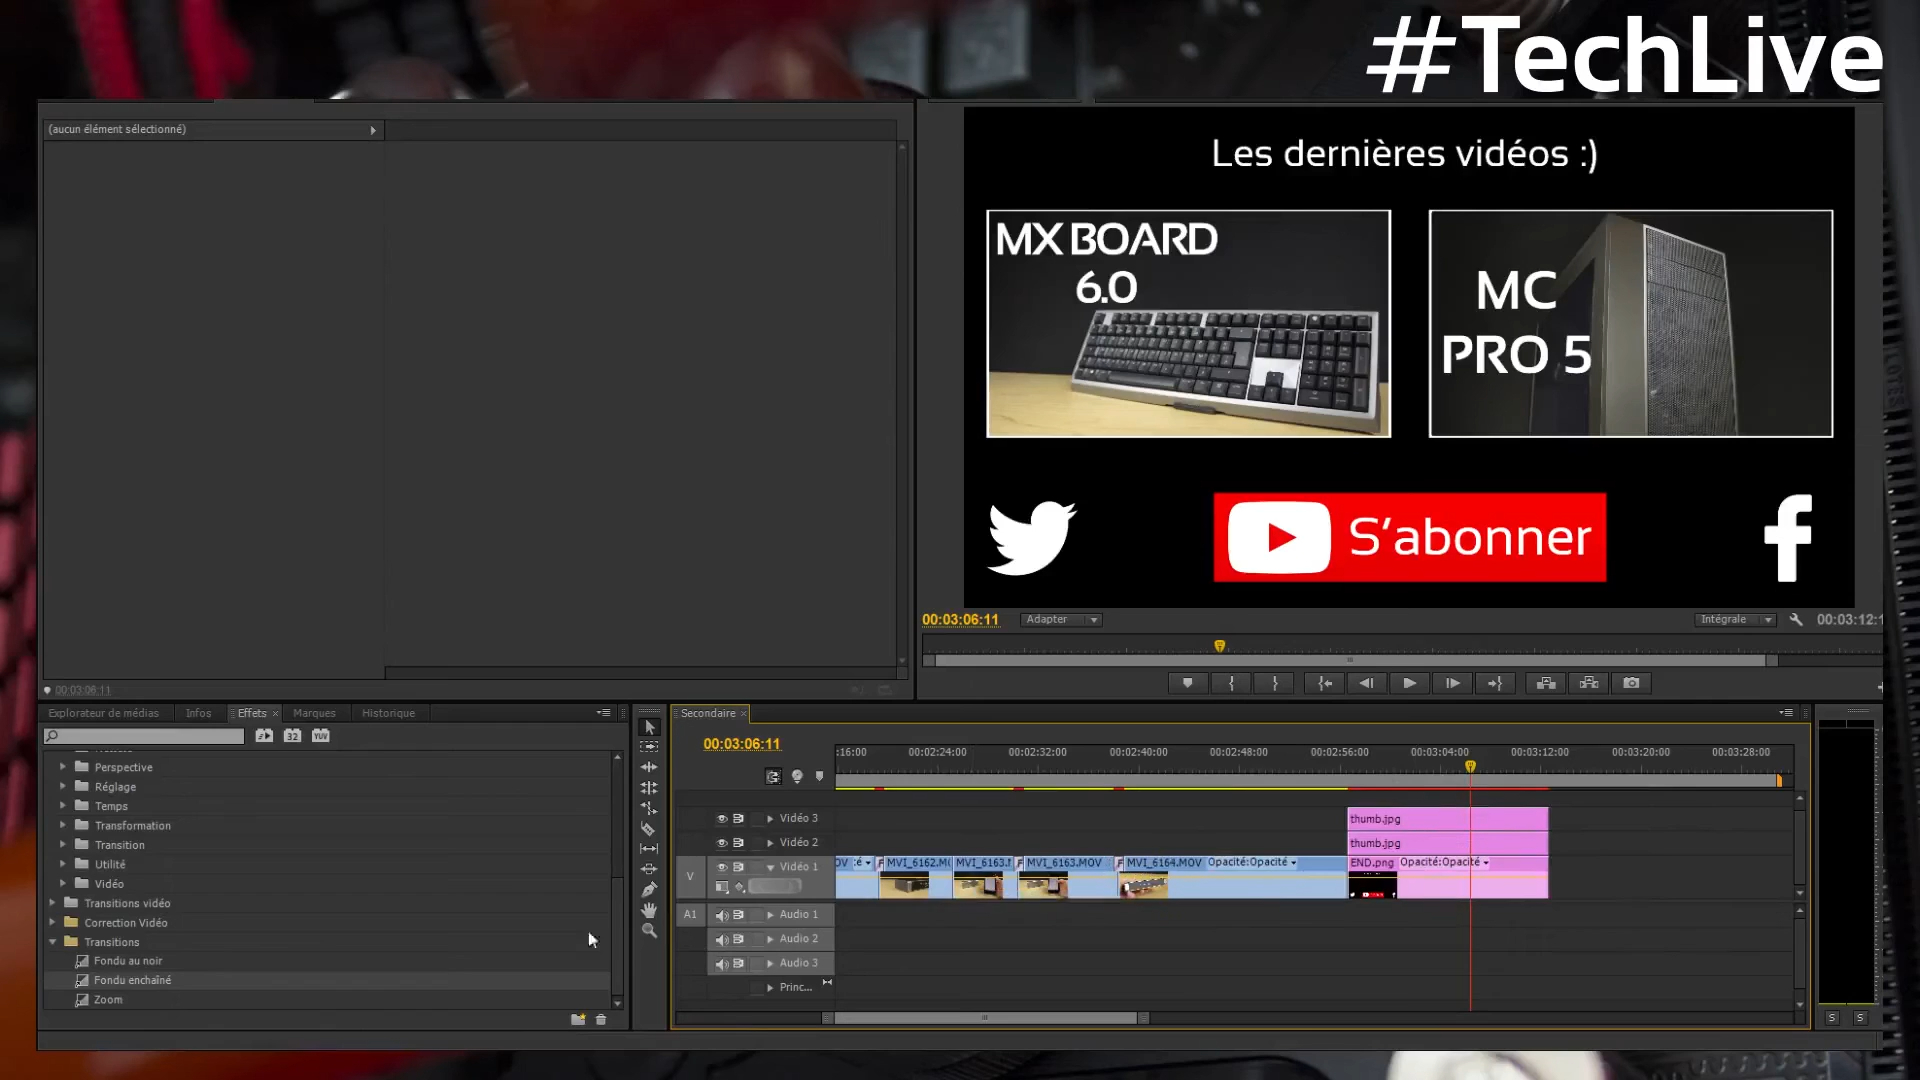 #TechLive
(aucun élément sélectionné)
Les dernières vidéos :)
MX BOARD
6.0
MC
PRO 5
S'abonner
00:03:06:11
Adapter
Intégrale
00:03:12:1
00:03:06:11
Explorateur de médias
Infos
Effets
Marques
Historique
32
YUV
Perspective
Réglage
Temps
Transformation
Transition
Utilité
Vidéo
Transitions vidéo
Correction Vidéo
Transitions
Fondu au noir
Fondu enchaîné
Zoom
Secondaire
00:03:06:11
:16:00
00:02:24:00
00:02:32:00
00:02:40:00
00:02:48:00
00:02:56:00
00:03:04:00
00:03:12:00
00:03:20:00
00:03:28:00
Vidéo 3
thumb.jpg
Vidéo 2
thumb.jpg
V
Vidéo 1
OV :é
MVI_6162.M(
MVI_6163.M
MVI_6163.MOV
MVI_6164.MOV Opacité:Opacité
END.png Opacité:Opacité
A1
Audio 1
Audio 2
Audio 3
Princ...
S
S